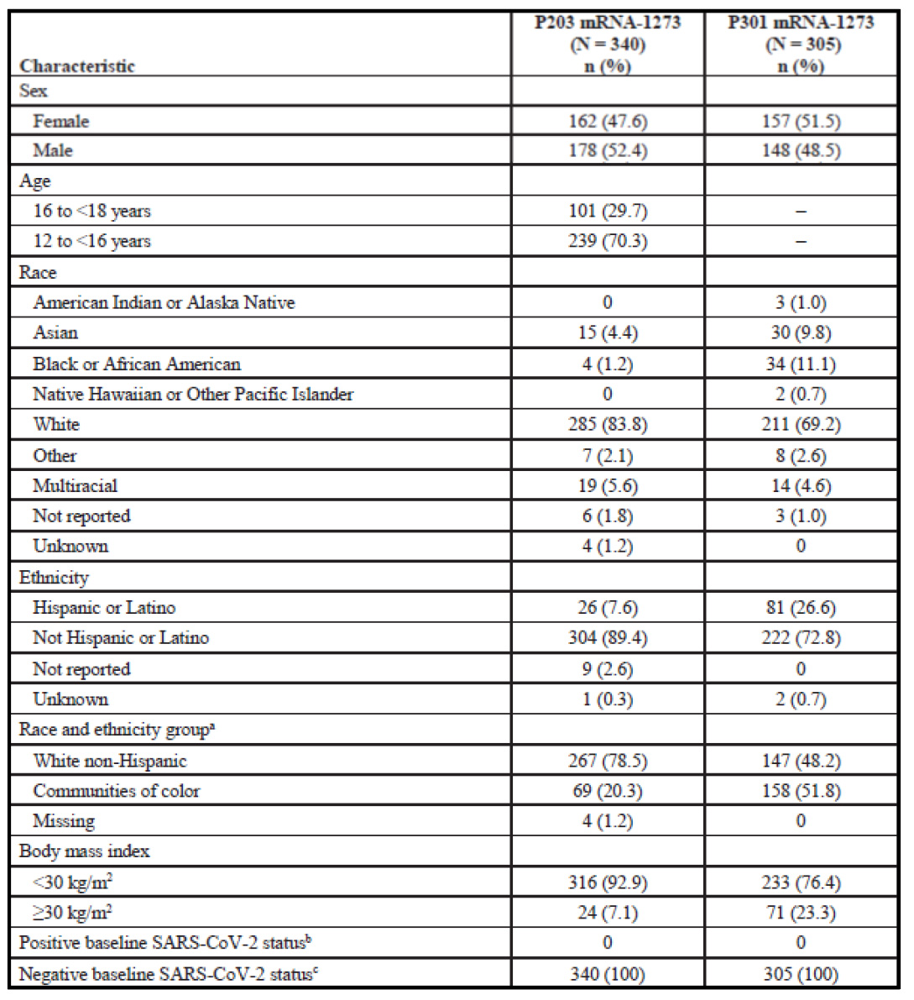 Characteristic P203 mRNA-1273 (N = 340) n (%) P301 mRNA-1273 (N = 305) n (%)
Sex
Female 162 (47.6) 157 (51.5)
Male 178 (52.4) 148 (48.5)
Age
16 to <18 years 101 (29.7) –
12 to <16 years 239 (70.3) –
Race
American Indian or Alaska Native 0 3 (1.0)
Asian 15 (4.4) 30 (9.8)
Black or African American 4 (1.2) 34 (11.1)
Native Hawaiian or Other Pacific Islander 0 2 (0.7)
White 285 (83.8) 211 (69.2)
Other 7 (2.1) 8 (2.6)
Multiracial 19 (5.6) 14 (4.6)
Not reported 6 (1.8) 3 (1.0)
Unknown 4 (1.2) 0
Ethnicity
Hispanic or Latino 26 (7.6) 81 (26.6)
Not Hispanic or Latino 304 (89.4) 222 (72.8)
Not reported 9 (2.6) 0
Unknown 1 (0.3) 2 (0.7)
Race and ethnicity groupᵃ
White non-Hispanic 267 (78.5) 147 (48.2)
Communities of color 69 (20.3) 158 (51.8)
Missing 4 (1.2) 0
Body mass index
<30 kg/m² 316 (92.9) 233 (76.4)
≥30 kg/m² 24 (7.1) 71 (23.3)
Positive baseline SARS-CoV-2 statusᵇ 0 0
Negative baseline SARS-CoV-2 statusᶜ 340 (100) 305 (100)